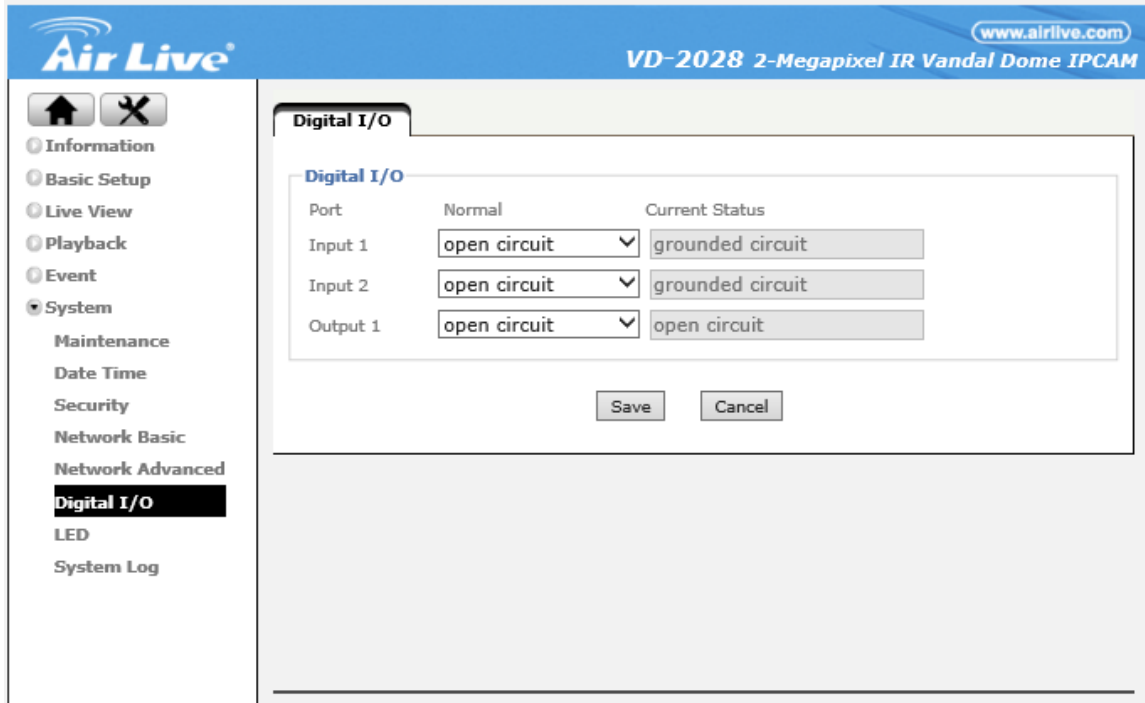 Air Live®
www.airlive.com
VD-2028 2-Megapixel IR Vandal Dome IPCAM
Information
Basic Setup
Live View
Playback
Event
System
Maintenance
Date Time
Security
Network Basic
Network Advanced
Digital I/O
LED
System Log
Digital I/O
Digital I/O
Port Normal Current Status
Input 1 open circuit grounded circuit
Input 2 open circuit grounded circuit
Output 1 open circuit open circuit
Save Cancel